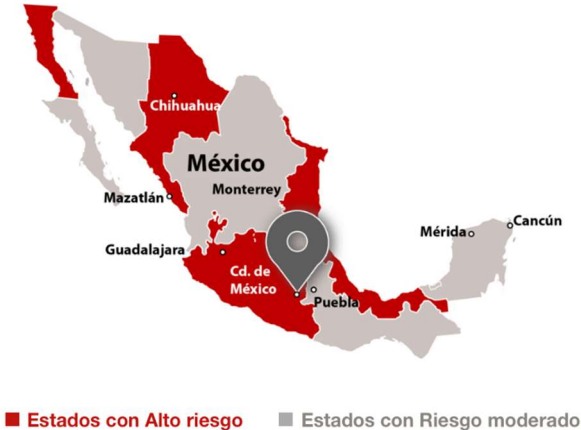 Chihuahua
México
Monterrey
Mazatlán
Mérida
Cancún
Guadalajara
Cd. de
México
Puebla
Estados con Alto riesgo
Estados con Riesgo moderado